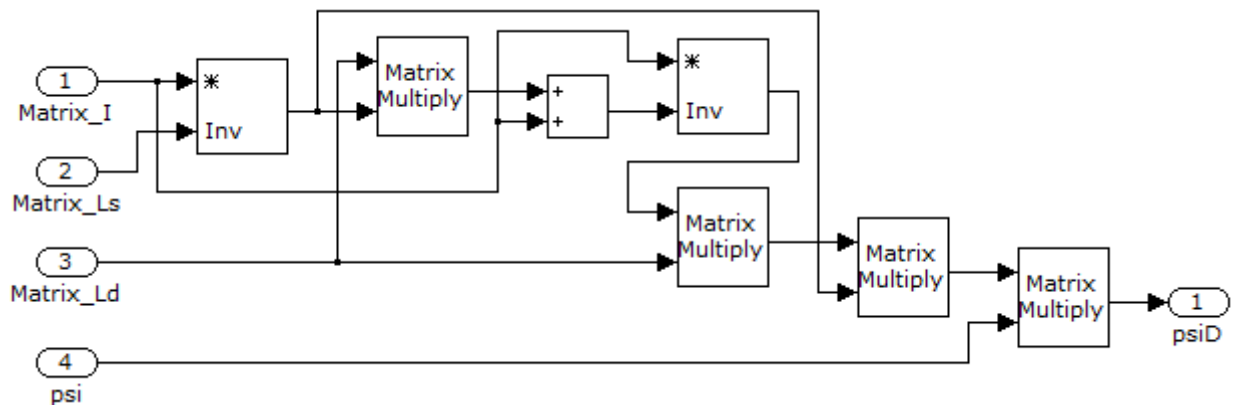 1
Matrix_I
2
Matrix_Ls
3
Matrix_Ld
4
psi
*
Inv
Matrix
Multiply
+
+
*
Inv
Matrix
Multiply
Matrix
Multiply
Matrix
Multiply
1
psiD